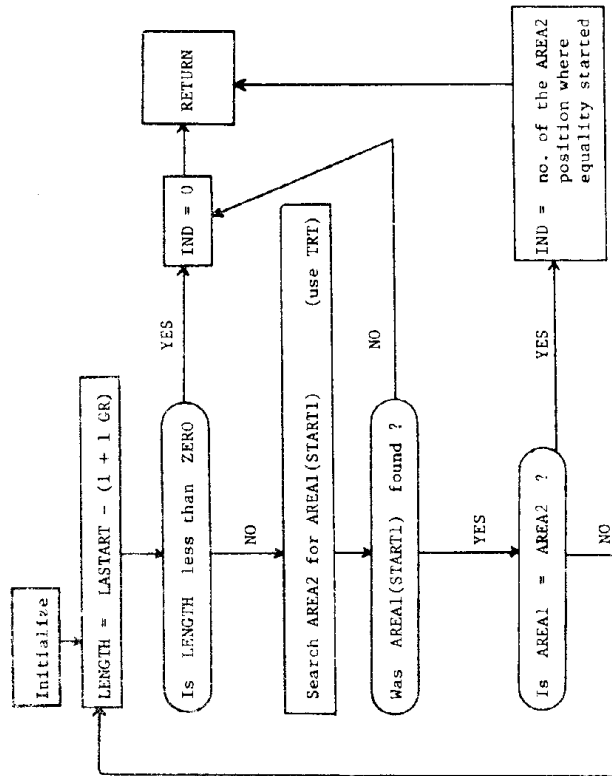 Initialize
LENGTH = LASTART - (1 + 1 GR)
Is LENGTH less than ZERO
YES
IND = 0
RETURN
NO
Search AREA2 for AREA1(START1) (use TRT)
Was AREA1(START1) found ?
NO
YES
Is AREA1 = AREA2 ?
YES
IND = no. of the AREA2
position where
equality started
NO